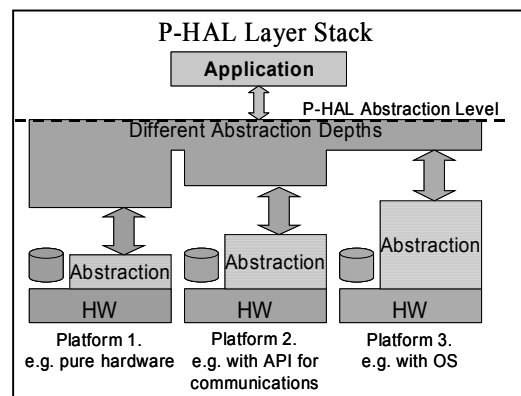 P-HAL Layer Stack
Application
P-HAL Abstraction Level
Different Abstraction Depths
Abstraction
Abstraction
Abstraction
HW
HW
HW
Platform 1.
e.g. pure hardware
Platform 2.
e.g. with API for
communications
Platform 3.
e.g. with OS